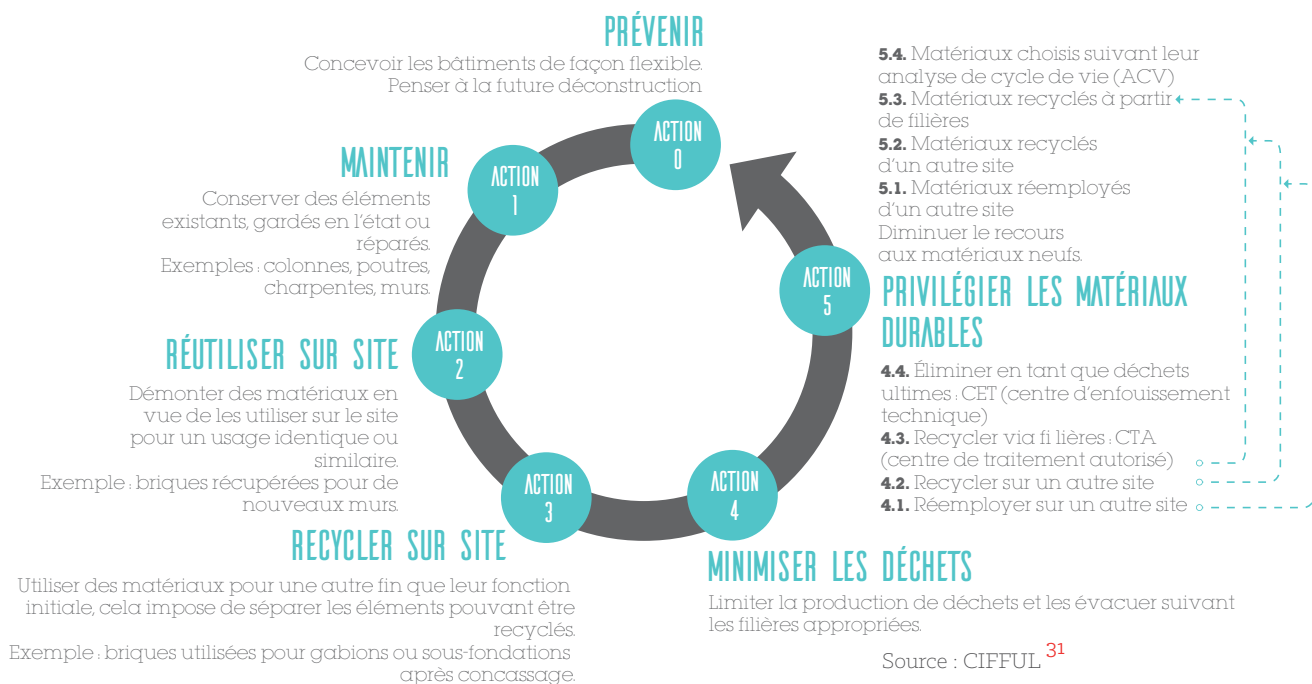 PRÉVENIR
Concevoir les bâtiments de façon flexible.
Penser à la future déconstruction
ACTION
0
MAINTENIR
Conserver des éléments
existants, gardés en l'état ou
réparés.
Exemples : colonnes, poutres,
charpentes, murs.
ACTION
1
RÉUTILISER SUR SITE
Démonter des matériaux en
vue de les utiliser sur le site
pour un usage identique ou
similaire.
Exemple : briques récupérées pour de
nouveaux murs.
ACTION
2
RECYCLER SUR SITE
Utiliser des matériaux pour une autre fin que leur fonction
initiale, cela impose de séparer les éléments pouvant être
recyclés.
Exemple : briques utilisées pour gabions ou sous-fondations
après concassage.
ACTION
3
MINIMISER LES DÉCHETS
Limiter la production de déchets et les évacuer suivant
les filières appropriées.
ACTION
4
4.4. Éliminer en tant que déchets
ultimes : CET (centre d'enfouissement
technique)
4.3. Recycler via fi lières : CTA
(centre de traitement autorisé)
4.2. Recycler sur un autre site
4.1. Réemployer sur un autre site
ACTION
5
PRIVILÉGIER LES MATÉRIAUX
DURABLES
5.4. Matériaux choisis suivant leur
analyse de cycle de vie (ACV)
5.3. Matériaux recyclés à partir
de filières
5.2. Matériaux recyclés
d'un autre site
5.1. Matériaux réemployés
d'un autre site
Diminuer le recours
aux matériaux neufs.
Source : CIFFUL 31